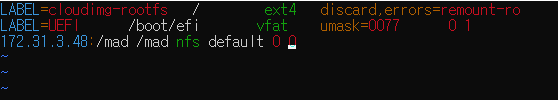 LABEL=cloudimg-rootfs / ext4 discard,errors=remount-ro
LABEL=UEFI /boot/efi vfat umask=0077 0 1
172.31.3.48:/mad /mad nfs default 0 0
~
~
~